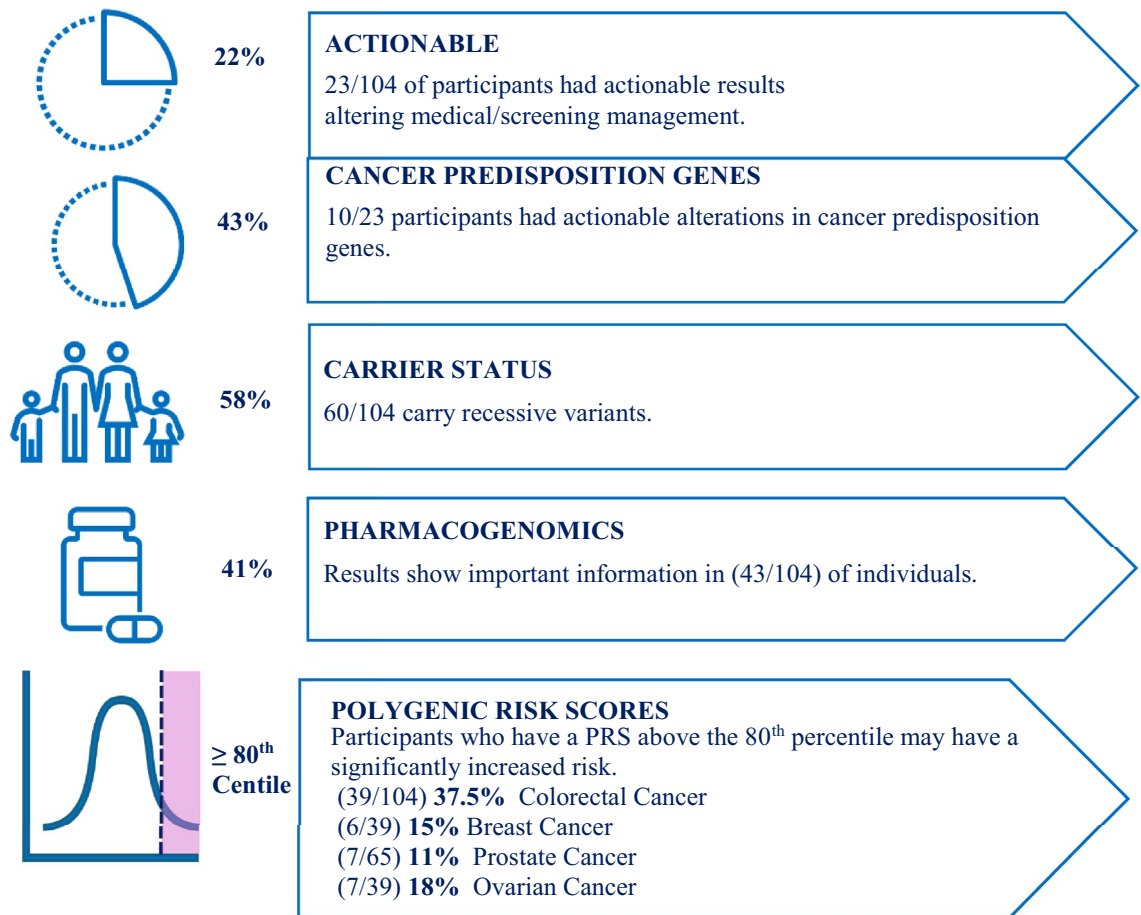 22%
ACTIONABLE
23/104 of participants had actionable results
altering medical/screening management.
43%
CANCER PREDISPOSITION GENES
10/23 participants had actionable alterations in cancer predisposition
genes.
58%
CARRIER STATUS
60/104 carry recessive variants.
41%
PHARMACOGENOMICS
Results show important information in (43/104) of individuals.
≥ 80th
Centile
POLYGENIC RISK SCORES
Participants who have a PRS above the 80th percentile may have a
significantly increased risk.
(39/104) 37.5% Colorectal Cancer
(6/39) 15% Breast Cancer
(7/65) 11% Prostate Cancer
(7/39) 18% Ovarian Cancer